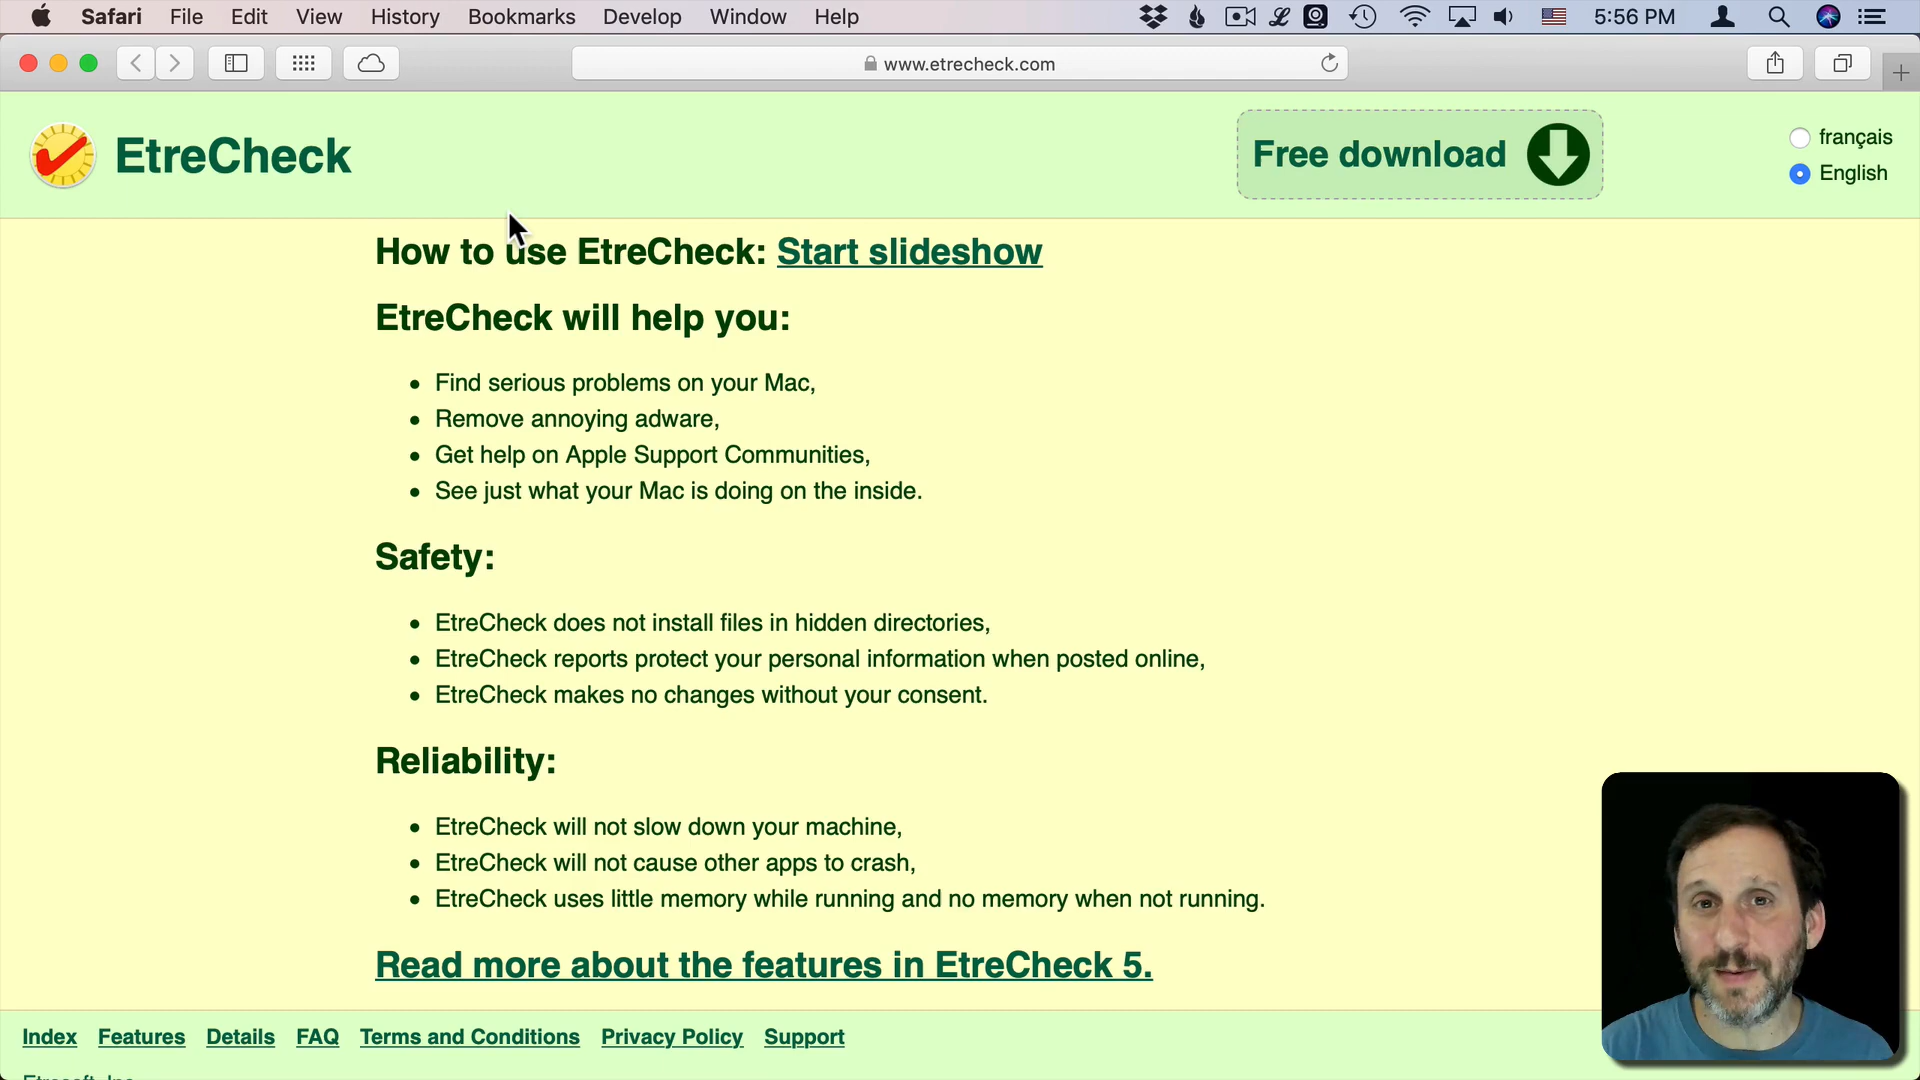 Safari File Edit View History Bookmarks Develop Window Help 5:56 PM
www.etrecheck.com
EtreCheck
Free download
français
English
How to use EtreCheck: Start slideshow
EtreCheck will help you:
• Find serious problems on your Mac,
• Remove annoying adware,
• Get help on Apple Support Communities,
• See just what your Mac is doing on the inside.
Safety:
• EtreCheck does not install files in hidden directories,
• EtreCheck reports protect your personal information when posted online,
• EtreCheck makes no changes without your consent.
Reliability:
• EtreCheck will not slow down your machine,
• EtreCheck will not cause other apps to crash,
• EtreCheck uses little memory while running and no memory when not running.
Read more about the features in EtreCheck 5.
Index Features Details FAQ Terms and Conditions Privacy Policy Support